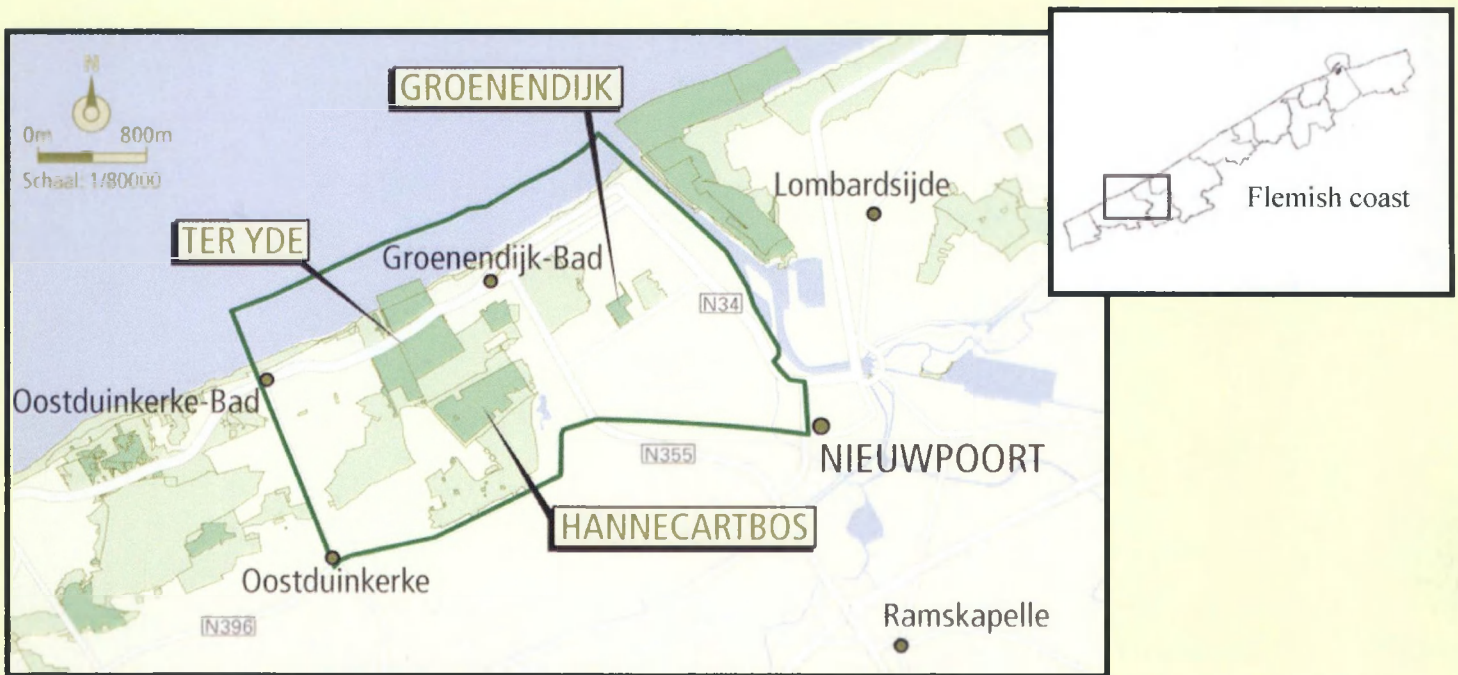 N
0m 800m
Schaal: 1/80000
GROENENDIJK
TER YDE
Groenendijk-Bad
Lombardsijde
Flemish coast
N34
Oostduinkerke-Bad
N355
NIEUWPOORT
HANNECARTBOS
Oostduinkerke
N396
Ramskapelle